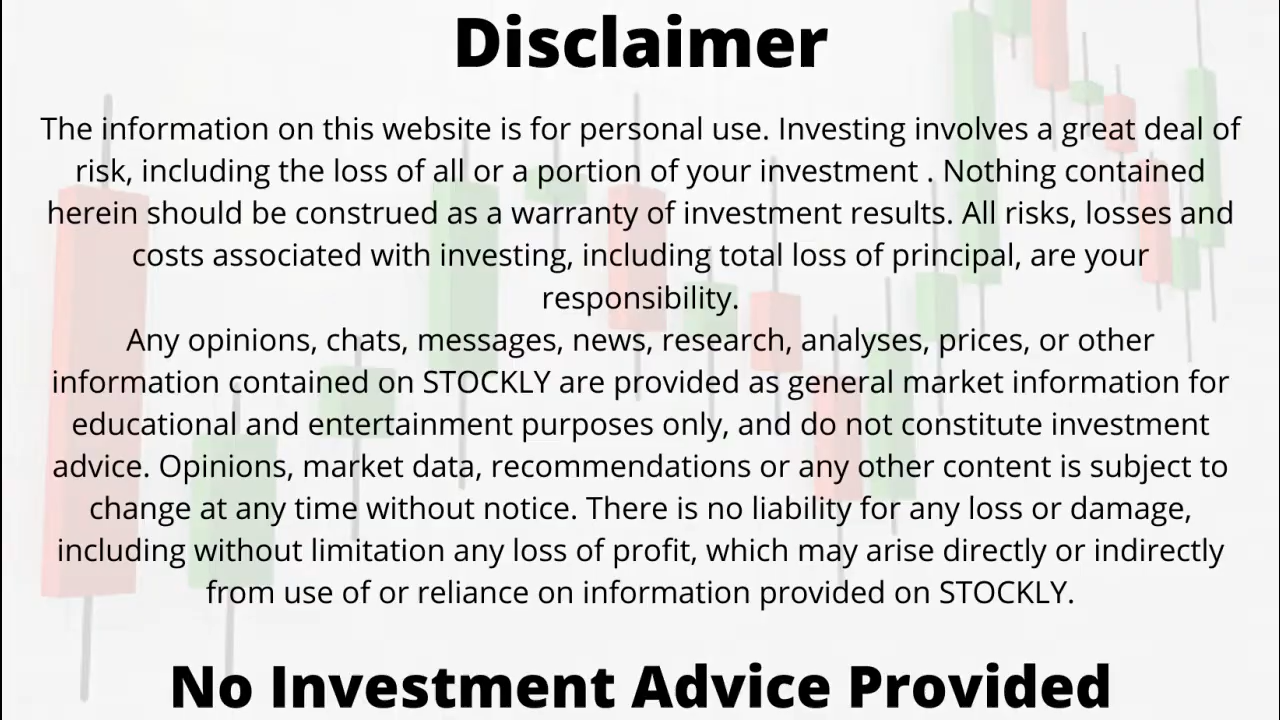 Disclaimer
The information on this website is for personal use. Investing involves a great deal of
risk, including the loss of all or a portion of your investment . Nothing contained
herein should be construed as a warranty of investment results. All risks, losses and
costs associated with investing, including total loss of principal, are your
responsibility.
Any opinions, chats, messages, news, research, analyses, prices, or other
information contained on STOCKLY are provided as general market information for
educational and entertainment purposes only, and do not constitute investment
advice. Opinions, market data, recommendations or any other content is subject to
change at any time without notice. There is no liability for any loss or damage,
including without limitation any loss of profit, which may arise directly or indirectly
from use of or reliance on information provided on STOCKLY.
No Investment Advice Provided